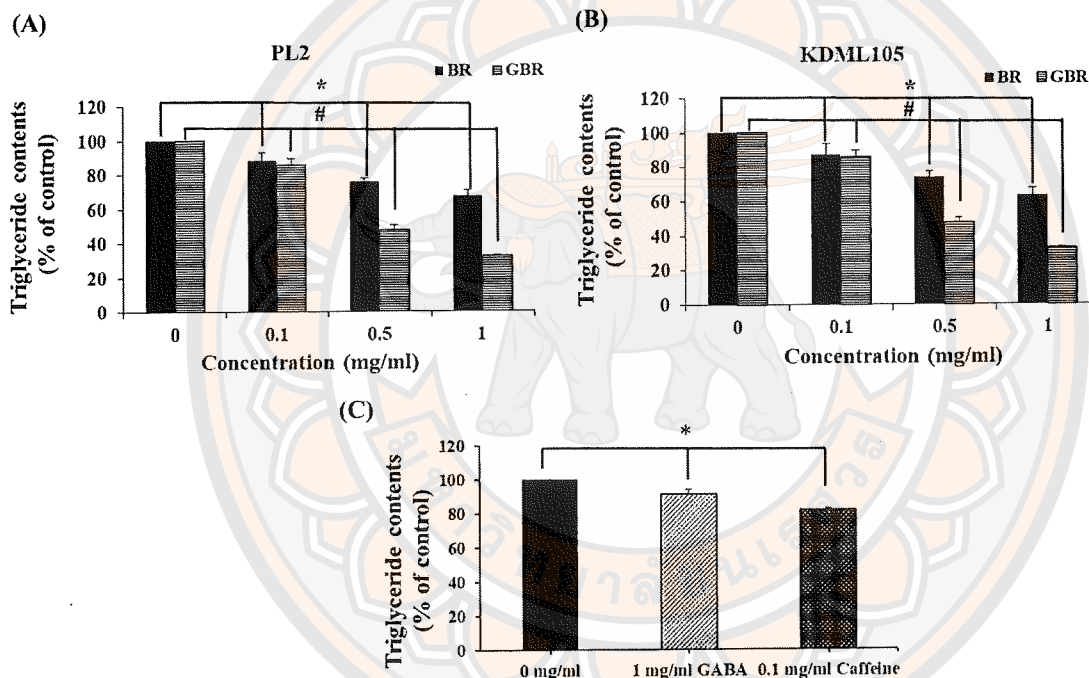 (A)
PL2
BR GBR
*
#
Triglyceride contents
(% of control)
120
100
80
60
40
20
0
0 0.1 0.5 1
Concentration (mg/ml)
(B)
KDML105
BR GBR
*
#
Triglyceride contents
(% of control)
120
100
80
60
40
20
0
0 0.1 0.5 1
Concentration (mg/ml)
(C)
*
Triglyceride contents
(% of control)
120
100
80
60
40
20
0
0 mg/ml 1 mg/ml GABA 0.1 mg/ml Caffeine